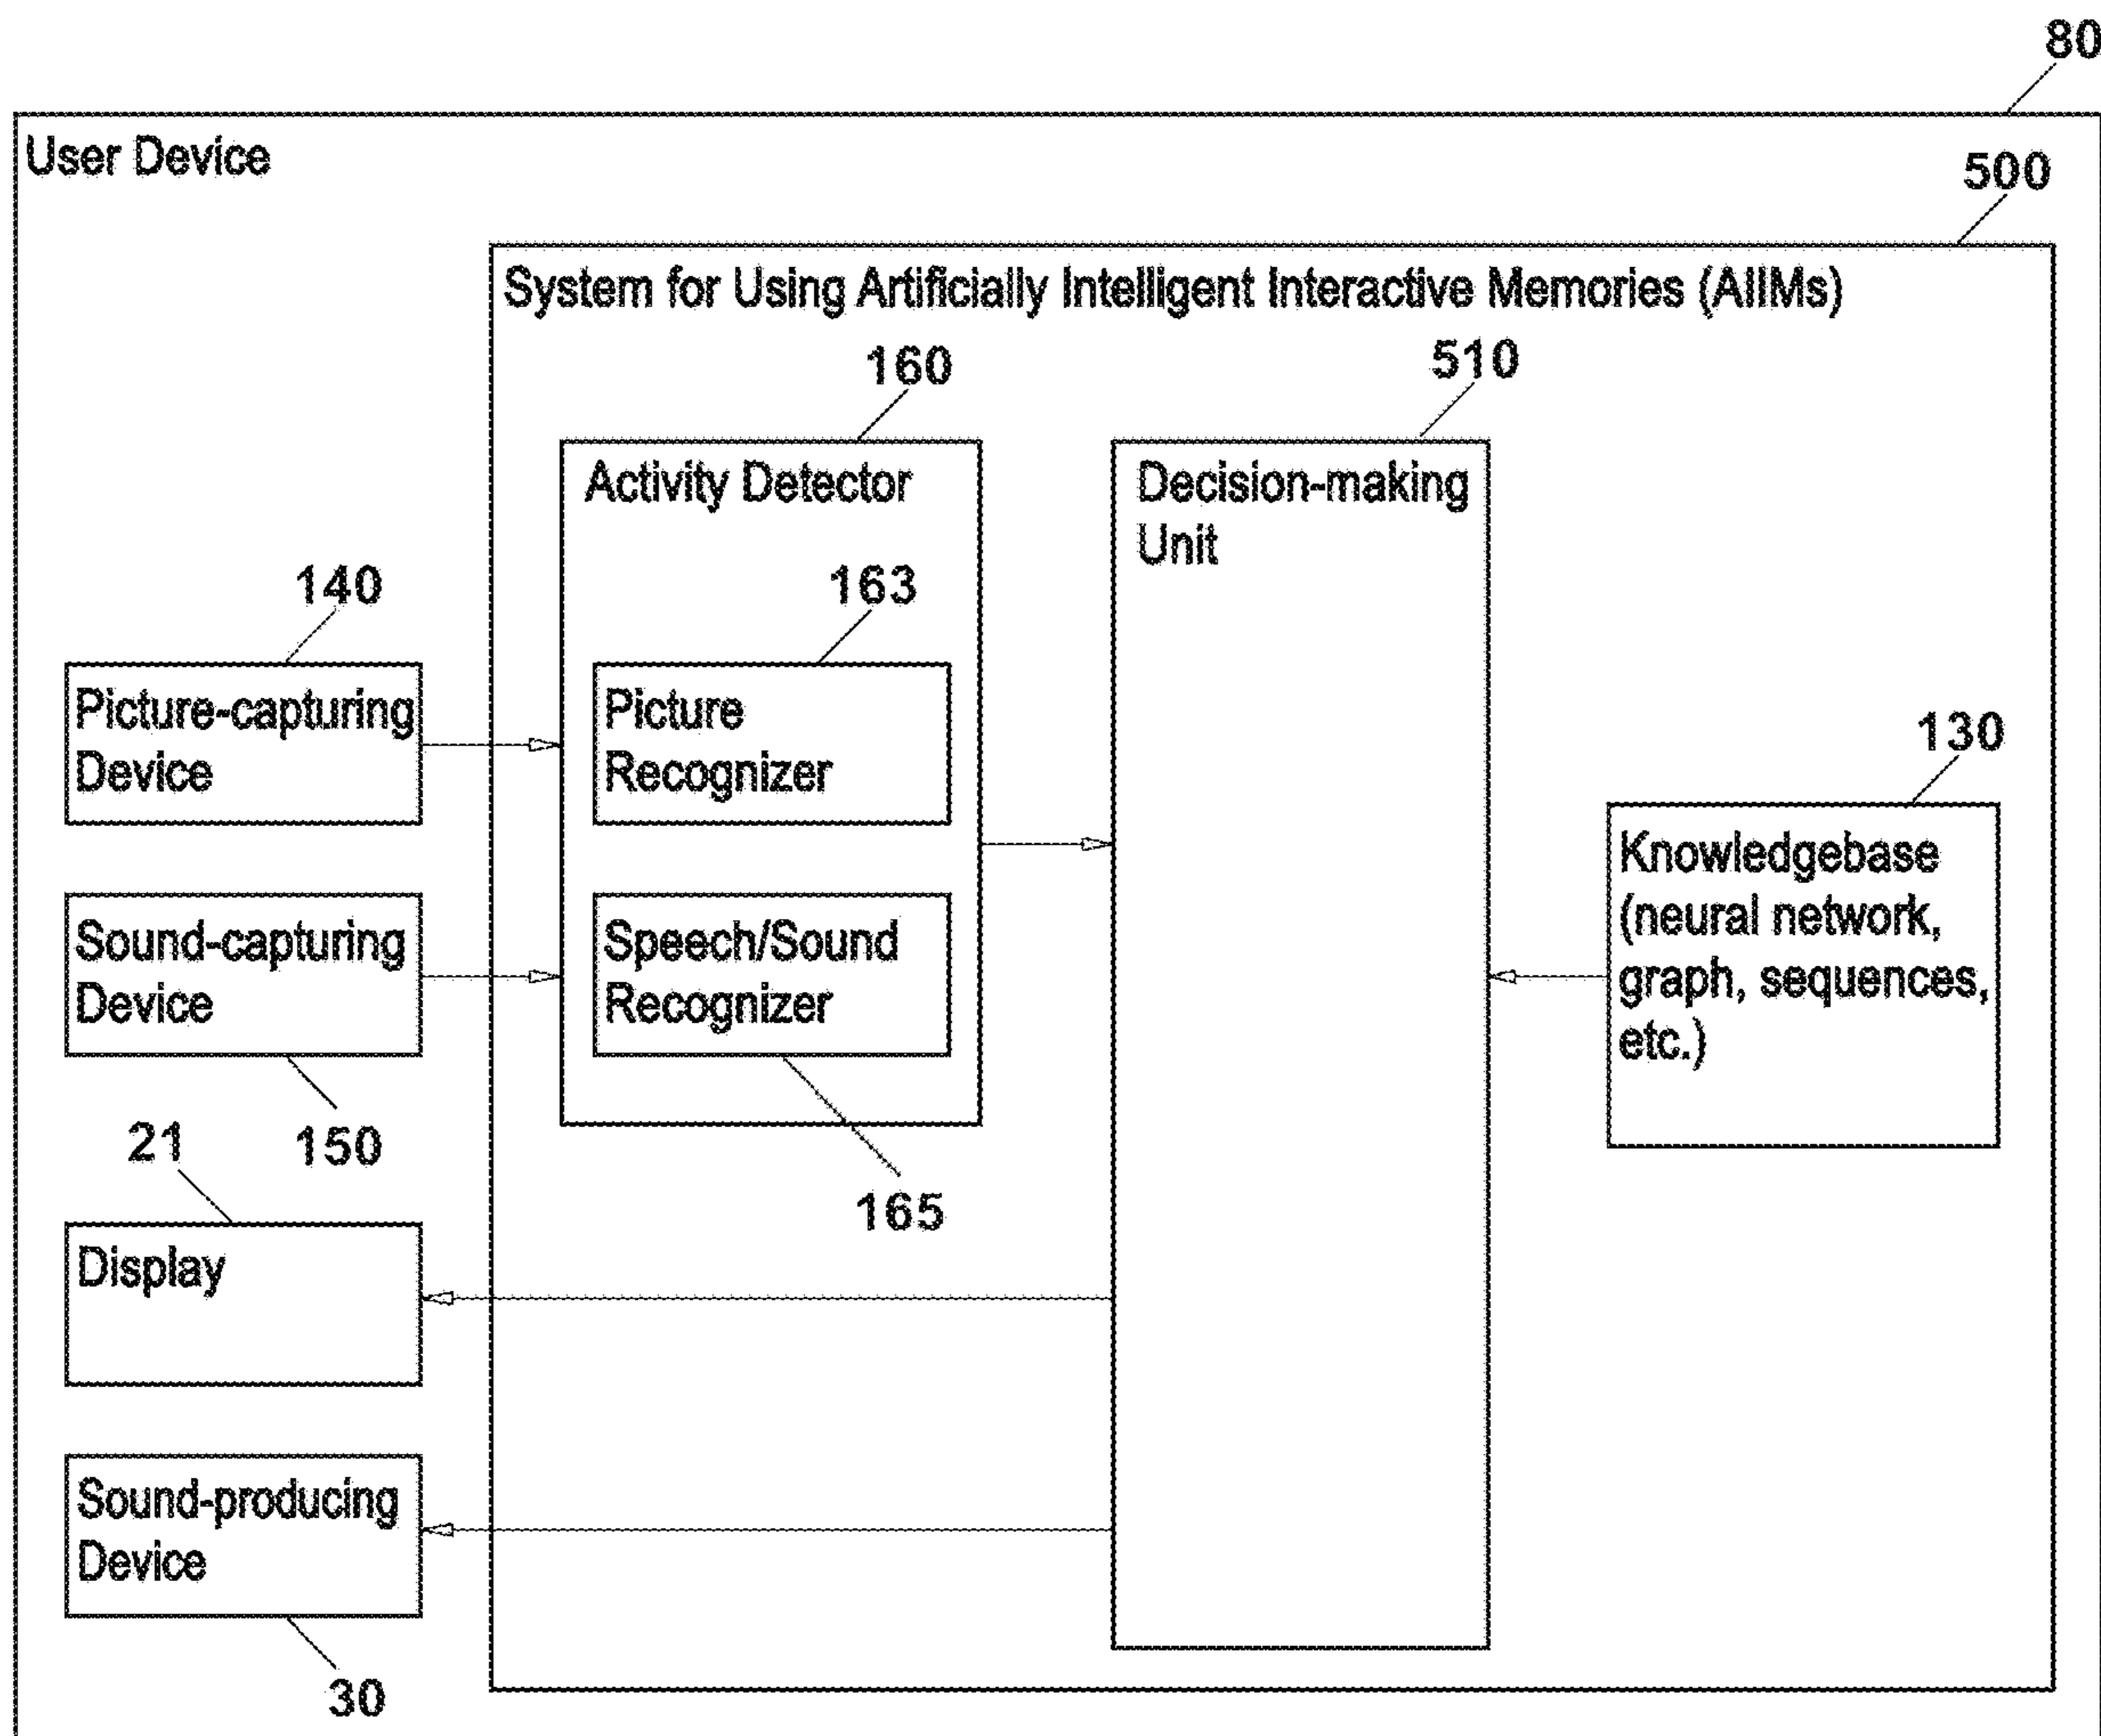 80
User Device
500
System for Using Artificially Intelligent Interactive Memories (AIIMs)
160
510
Activity Detector
Decision-making
Unit
140
163
Picture-capturing
Device
Picture
Recognizer
130
Knowledgebase
(neural network,
graph, sequences,
etc.)
Sound-capturing
Device
Speech/Sound
Recognizer
21
150
165
Display
Sound-producing
Device
30